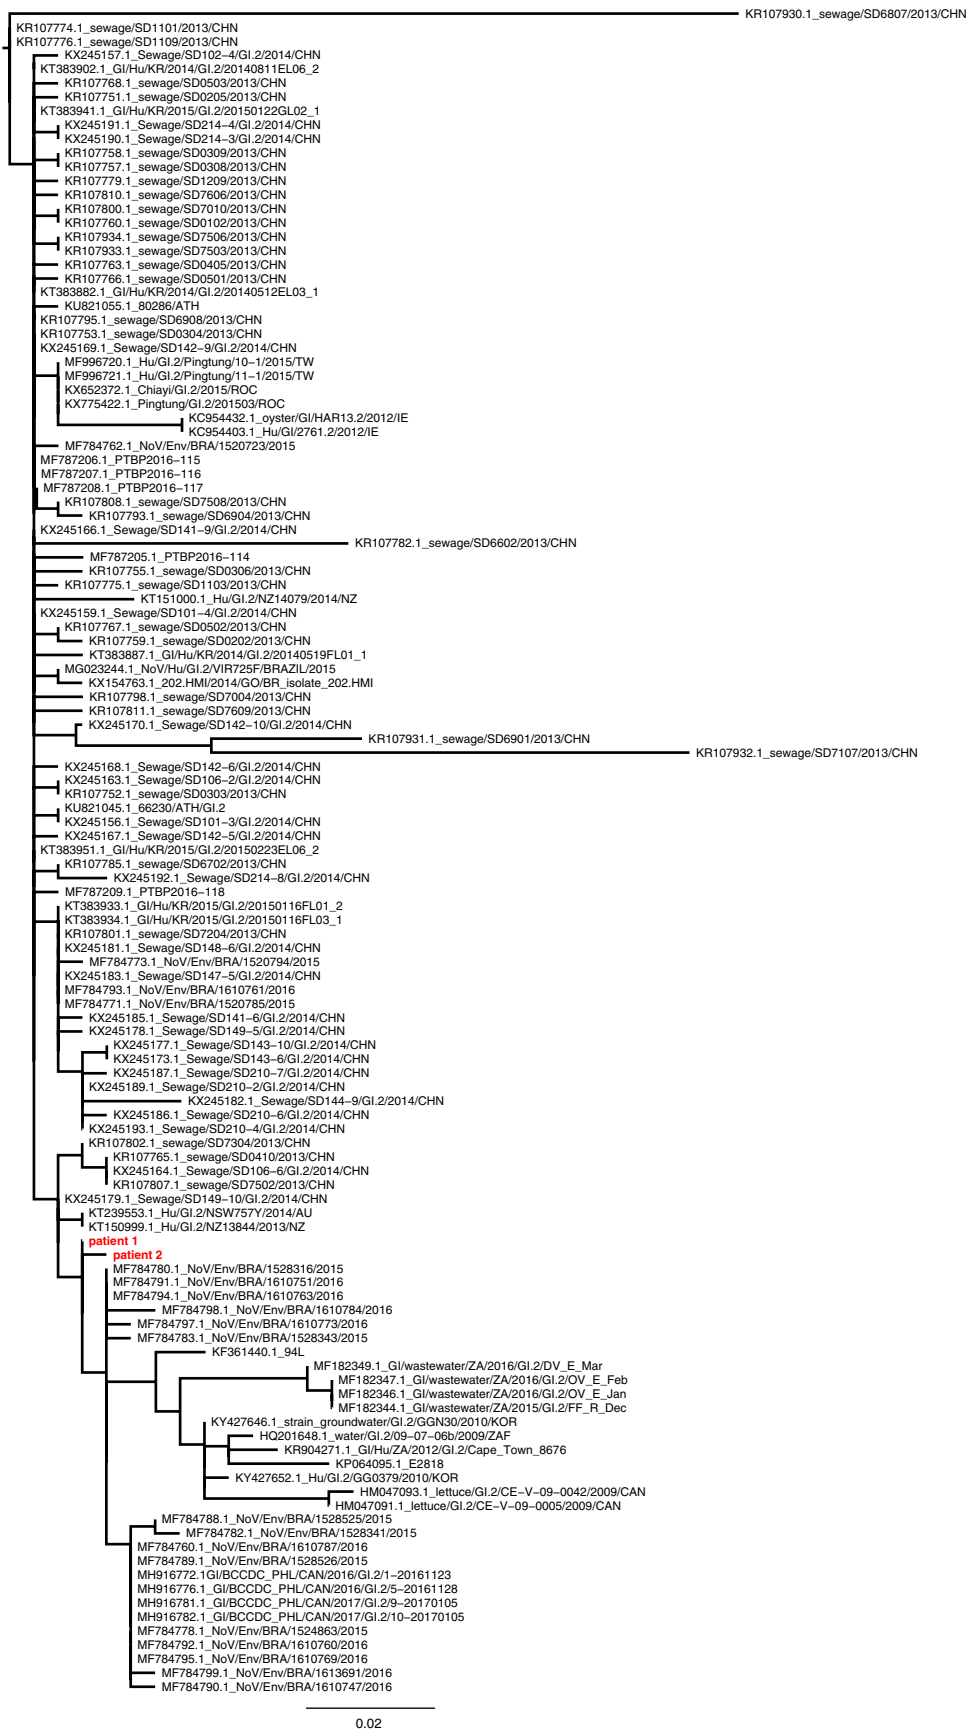 KR107930.1_sewage/SD6807/2013/CHN
KR107774.1_sewage/SD1101/2013/CHN
KR107776.1_sewage/SD1109/2013/CHN
KX245157.1_Sewage/SD102-4/GI.2/2014/CHN
KT383902.1_GI/Hu/KR/2014/GI.2/20140811EL06_2
KR107768.1_sewage/SD0503/2013/CHN
KR107751.1_sewage/SD0205/2013/CHN
KT383941.1_GI/Hu/KR/2015/GI.2/20150122GL02_1
KX245191.1_Sewage/SD214-4/GI.2/2014/CHN
KX245190.1_Sewage/SD214-3/GI.2/2014/CHN
KR107758.1_sewage/SD0309/2013/CHN
KR107757.1_sewage/SD0308/2013/CHN
KR107779.1_sewage/SD1209/2013/CHN
KR107810.1_sewage/SD7606/2013/CHN
KR107800.1_sewage/SD7010/2013/CHN
KR107760.1_sewage/SD0102/2013/CHN
KR107934.1_sewage/SD7506/2013/CHN
KR107933.1_sewage/SD7503/2013/CHN
KR107763.1_sewage/SD0405/2013/CHN
KR107766.1_sewage/SD0501/2013/CHN
KT383882.1_GI/Hu/KR/2014/GI.2/20140512EL03_1
KU821055.1_80286/ATH
KR107795.1_sewage/SD6908/2013/CHN
KR107753.1_sewage/SD0304/2013/CHN
KX245169.1_Sewage/SD142-9/GI.2/2014/CHN
MF996720.1_Hu/GI.2/Pingtung/10-1/2015/TW
MF996721.1_Hu/GI.2/Pingtung/11-1/2015/TW
KX652372.1_Chiayi/GI.2/2015/ROC
KX775422.1_Pingtung/GI.2/201503/ROC
KC954432.1_oyster/GI/HAR13.2/2012/IE
KC954403.1_Hu/GI/2761.2/2012/IE
MF784762.1_NoV/Env/BRA/1520723/2015
MF787206.1_PTBP2016-115
MF787207.1_PTBP2016-116
MF787208.1_PTBP2016-117
KR107808.1_sewage/SD7508/2013/CHN
KR107793.1_sewage/SD6904/2013/CHN
KX245166.1_Sewage/SD141-9/GI.2/2014/CHN
KR107782.1_sewage/SD6602/2013/CHN
MF787205.1_PTBP2016-114
KR107755.1_sewage/SD0306/2013/CHN
KR107775.1_sewage/SD1103/2013/CHN
KT151000.1_Hu/GI.2/NZ14079/2014/NZ
KX245159.1_Sewage/SD101-4/GI.2/2014/CHN
KR107767.1_sewage/SD0502/2013/CHN
KR107759.1_sewage/SD0202/2013/CHN
KT383887.1_GI/Hu/KR/2014/GI.2/20140519FL01_1
MG023244.1_NoV/Hu/GI.2/VIR725F/BRAZIL/2015
KX154763.1_202.HMI/2014/GO/BR_isolate_202.HMI
KR107798.1_sewage/SD7004/2013/CHN
KR107811.1_sewage/SD7609/2013/CHN
KX245170.1_Sewage/SD142-10/GI.2/2014/CHN
KR107931.1_sewage/SD6901/2013/CHN
KR107932.1_sewage/SD7107/2013/CHN
KX245168.1_Sewage/SD142-6/GI.2/2014/CHN
KX245163.1_Sewage/SD106-2/GI.2/2014/CHN
KR107752.1_sewage/SD0303/2013/CHN
KU821045.1_66230/ATH/GI.2
KX245156.1_Sewage/SD101-3/GI.2/2014/CHN
KX245167.1_Sewage/SD142-5/GI.2/2014/CHN
KT383951.1_GI/Hu/KR/2015/GI.2/20150223EL06_2
KR107785.1_sewage/SD6702/2013/CHN
KX245192.1_Sewage/SD214-8/GI.2/2014/CHN
MF787209.1_PTBP2016-118
KT383933.1_GI/Hu/KR/2015/GI.2/20150116FL01_2
KT383934.1_GI/Hu/KR/2015/GI.2/20150116FL03_1
KR107801.1_sewage/SD7204/2013/CHN
KX245181.1_Sewage/SD148-6/GI.2/2014/CHN
MF784773.1_NoV/Env/BRA/1520794/2015
KX245183.1_Sewage/SD147-5/GI.2/2014/CHN
MF784793.1_NoV/Env/BRA/1610761/2016
MF784771.1_NoV/Env/BRA/1520785/2015
KX245185.1_Sewage/SD141-6/GI.2/2014/CHN
KX245178.1_Sewage/SD149-5/GI.2/2014/CHN
KX245177.1_Sewage/SD143-10/GI.2/2014/CHN
KX245173.1_Sewage/SD143-6/GI.2/2014/CHN
KX245187.1_Sewage/SD210-7/GI.2/2014/CHN
KX245189.1_Sewage/SD210-2/GI.2/2014/CHN
KX245182.1_Sewage/SD144-9/GI.2/2014/CHN
KX245186.1_Sewage/SD210-6/GI.2/2014/CHN
KX245193.1_Sewage/SD210-4/GI.2/2014/CHN
KR107802.1_sewage/SD7304/2013/CHN
KR107765.1_sewage/SD0410/2013/CHN
KX245164.1_Sewage/SD106-6/GI.2/2014/CHN
KR107807.1_sewage/SD7502/2013/CHN
KX245179.1_Sewage/SD149-10/GI.2/2014/CHN
KT239553.1_Hu/GI.2/NSW757Y/2014/AU
KT150999.1_Hu/GI.2/NZ13844/2013/NZ
patient 1
patient 2
MF784780.1_NoV/Env/BRA/1528316/2015
MF784791.1_NoV/Env/BRA/1610751/2016
MF784794.1_NoV/Env/BRA/1610763/2016
MF784798.1_NoV/Env/BRA/1610784/2016
MF784797.1_NoV/Env/BRA/1610773/2016
MF784783.1_NoV/Env/BRA/1528343/2015
KF361440.1_94L
MF182349.1_GI/wastewater/ZA/2016/GI.2/DV_E_Mar
MF182347.1_GI/wastewater/ZA/2016/GI.2/OV_E_Feb
MF182346.1_GI/wastewater/ZA/2016/GI.2/OV_E_Jan
MF182344.1_GI/wastewater/ZA/2015/GI.2/FF_R_Dec
KY427646.1_strain_groundwater/GI.2/GGN30/2010/KOR
HQ201648.1_water/GI.2/09-07-06b/2009/ZAF
KR904271.1_GI/Hu/ZA/2012/GI.2/Cape_Town_8676
KP064095.1_E2818
KY427652.1_Hu/GI.2/GG0379/2010/KOR
HM047093.1_lettuce/GI.2/CE-V-09-0042/2009/CAN
HM047091.1_lettuce/GI.2/CE-V-09-0005/2009/CAN
MF784788.1_NoV/Env/BRA/1528525/2015
MF784782.1_NoV/Env/BRA/1528341/2015
MF784760.1_NoV/Env/BRA/1610787/2016
MF784789.1_NoV/Env/BRA/1528526/2015
MH916772.1GI/BCCDC_PHL/CAN/2016/GI.2/1-20161123
MH916776.1_GI/BCCDC_PHL/CAN/2016/GI.2/5-20161128
MH916781.1_GI/BCCDC_PHL/CAN/2017/GI.2/9-20170105
MH916782.1_GI/BCCDC_PHL/CAN/2017/GI.2/10-20170105
MF784778.1_NoV/Env/BRA/1524863/2015
MF784792.1_NoV/Env/BRA/1610760/2016
MF784795.1_NoV/Env/BRA/1610769/2016
MF784799.1_NoV/Env/BRA/1613691/2016
MF784790.1_NoV/Env/BRA/1610747/2016
0.02